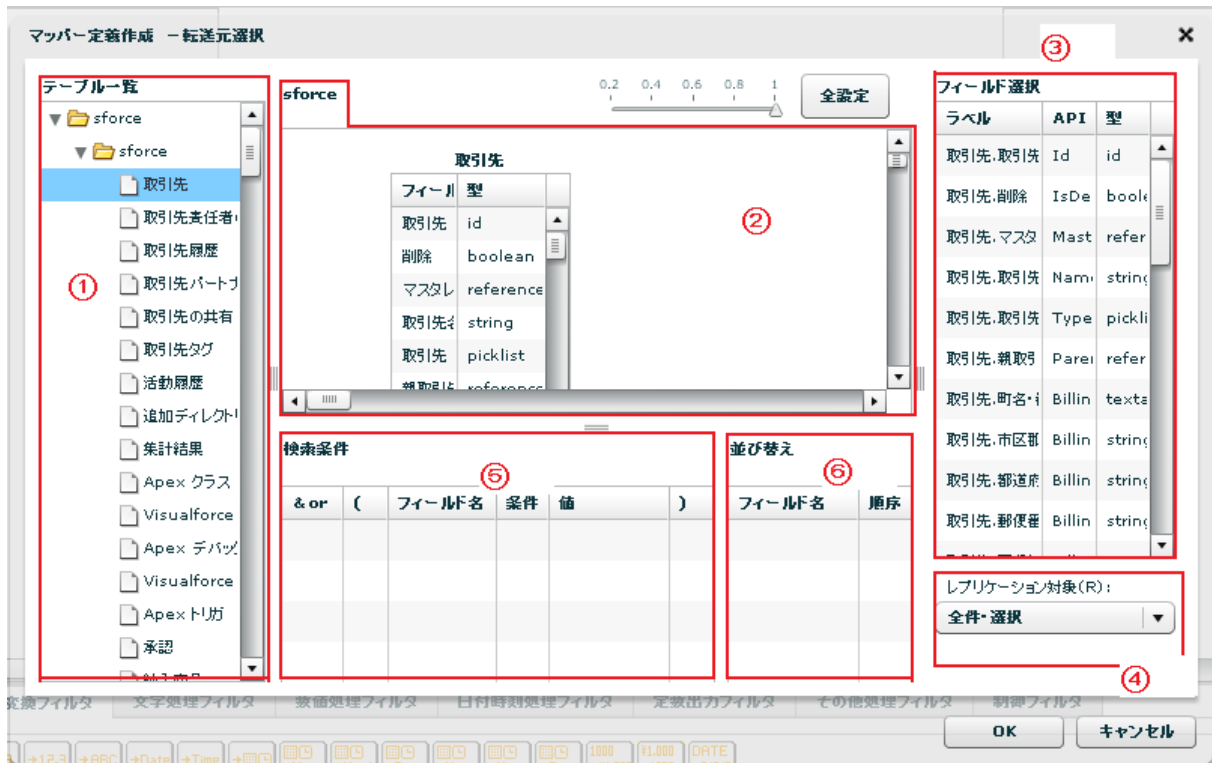 マッパー定義作成 －転送元選択
③
テーブル一覧
sforce
sforce
取引先
取引先責任者
取引先履歴
取引先パートナ
取引先の共有
取引先タグ
活動履歴
追加ディレクトリ
集計結果
Apex クラス
Visualforce
Apex デバッ
Visualforce
Apex トリガ
承認
①
sforce
0.2 0.4 0.6 0.8 1
全設定
取引先
フィール 型
取引先 id
削除 boolean
マスタレ reference
取引先名 string
取引先 picklist
親取引先 reference
②
フィールド選択
ラベル API 型
取引先.取引先 Id id
取引先.削除 IsDe boole
取引先.マスタ Mast refer
取引先.取引先 Nam string
取引先.取引先 Type pickli
取引先.親取引 Parei refer
取引先.町名・ Billin texta
取引先.市区郡 Billin string
取引先.都道府 Billin string
取引先.郵便番 Billin string
検索条件
⑤
& or ( フィールド名 条件 値 )
並び替え
⑥
フィールド名 順序
レプリケーション対象(R):
全件・選択
④
変換フィルタ 文字処理フィルタ 数値処理フィルタ 日付時刻処理フィルタ 定数出力フィルタ その他処理フィルタ 制御フィルタ
OK キャンセル
→12.3 →ABC →Date →Time 1000 ¥1,000 DATE